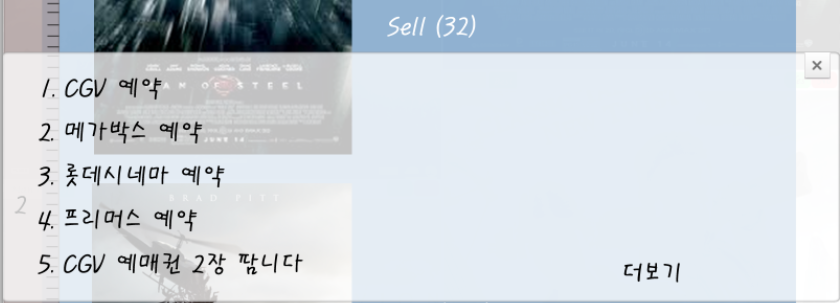 Sell (32)
1. CGV 예약
2. 메가박스 예약
3. 롯데시네마 예약
4. 프리머스 예약
5. CGV 예매권 2장 팝니다
더보기
2
MAN OF STEEL
JUNE 14
BRAD PITT